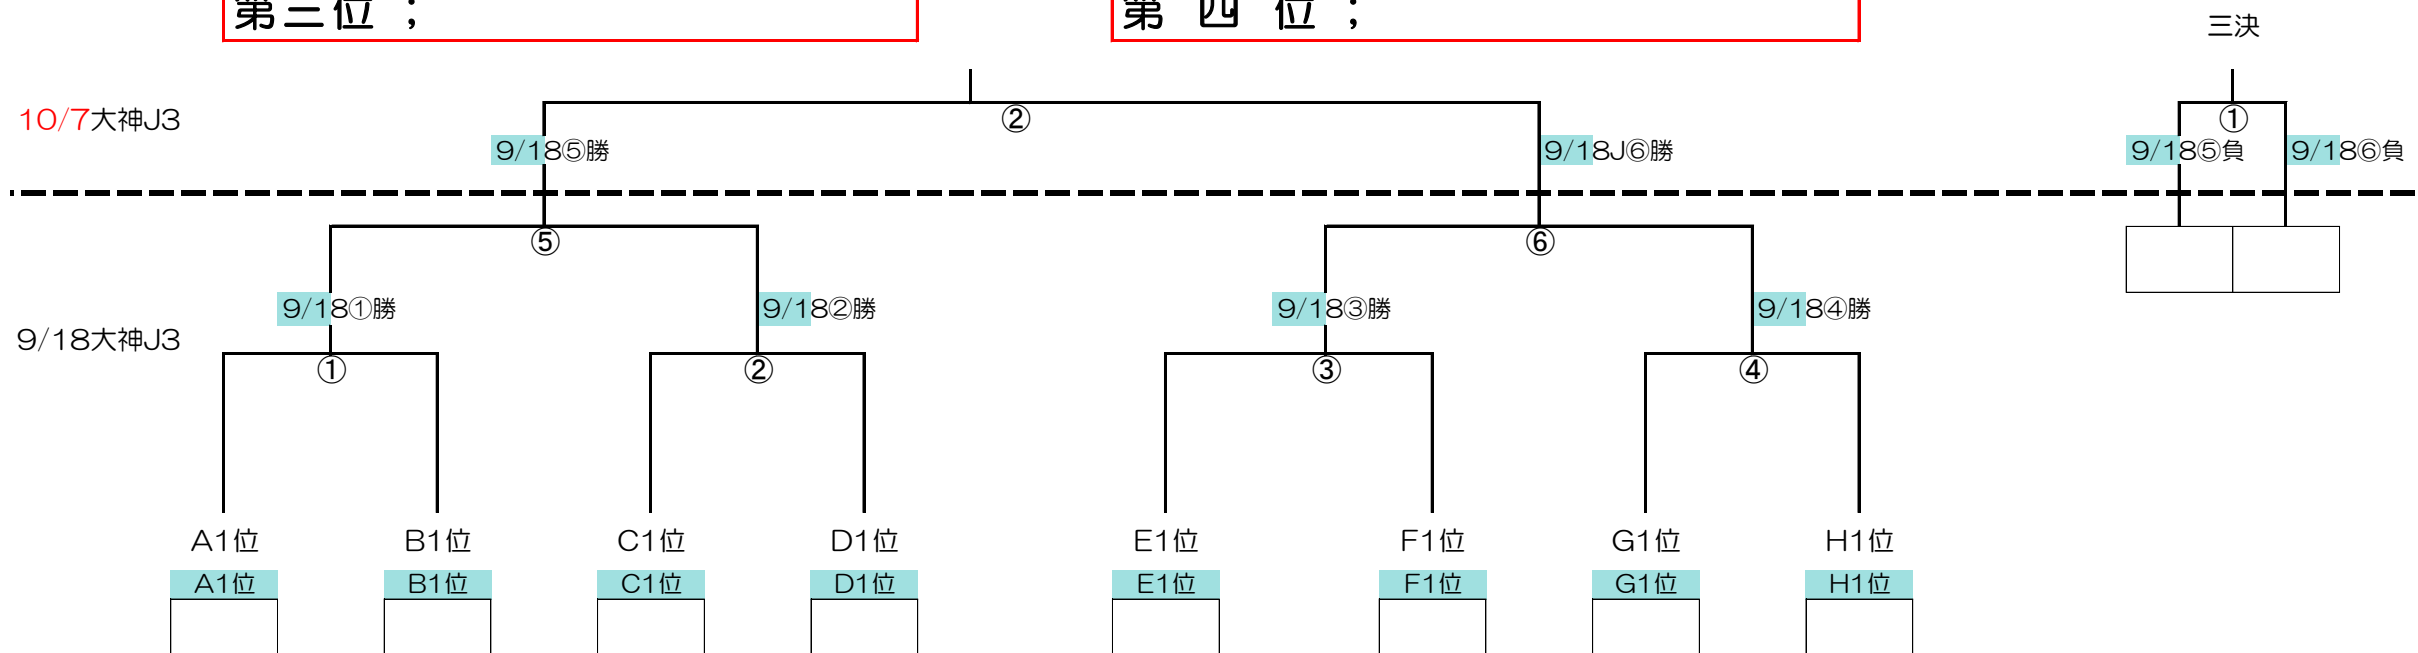 第三位；
第四位；
三決
10/7大神J3
②
①
9/18⑤勝
9/18J⑥勝
9/18⑤負
9/18⑥負
⑤
⑥
9/18①勝
9/18②勝
9/18③勝
9/18④勝
9/18大神J3
①
②
③
④
A1位
B1位
C1位
D1位
E1位
F1位
G1位
H1位
A1位
B1位
C1位
D1位
E1位
F1位
G1位
H1位